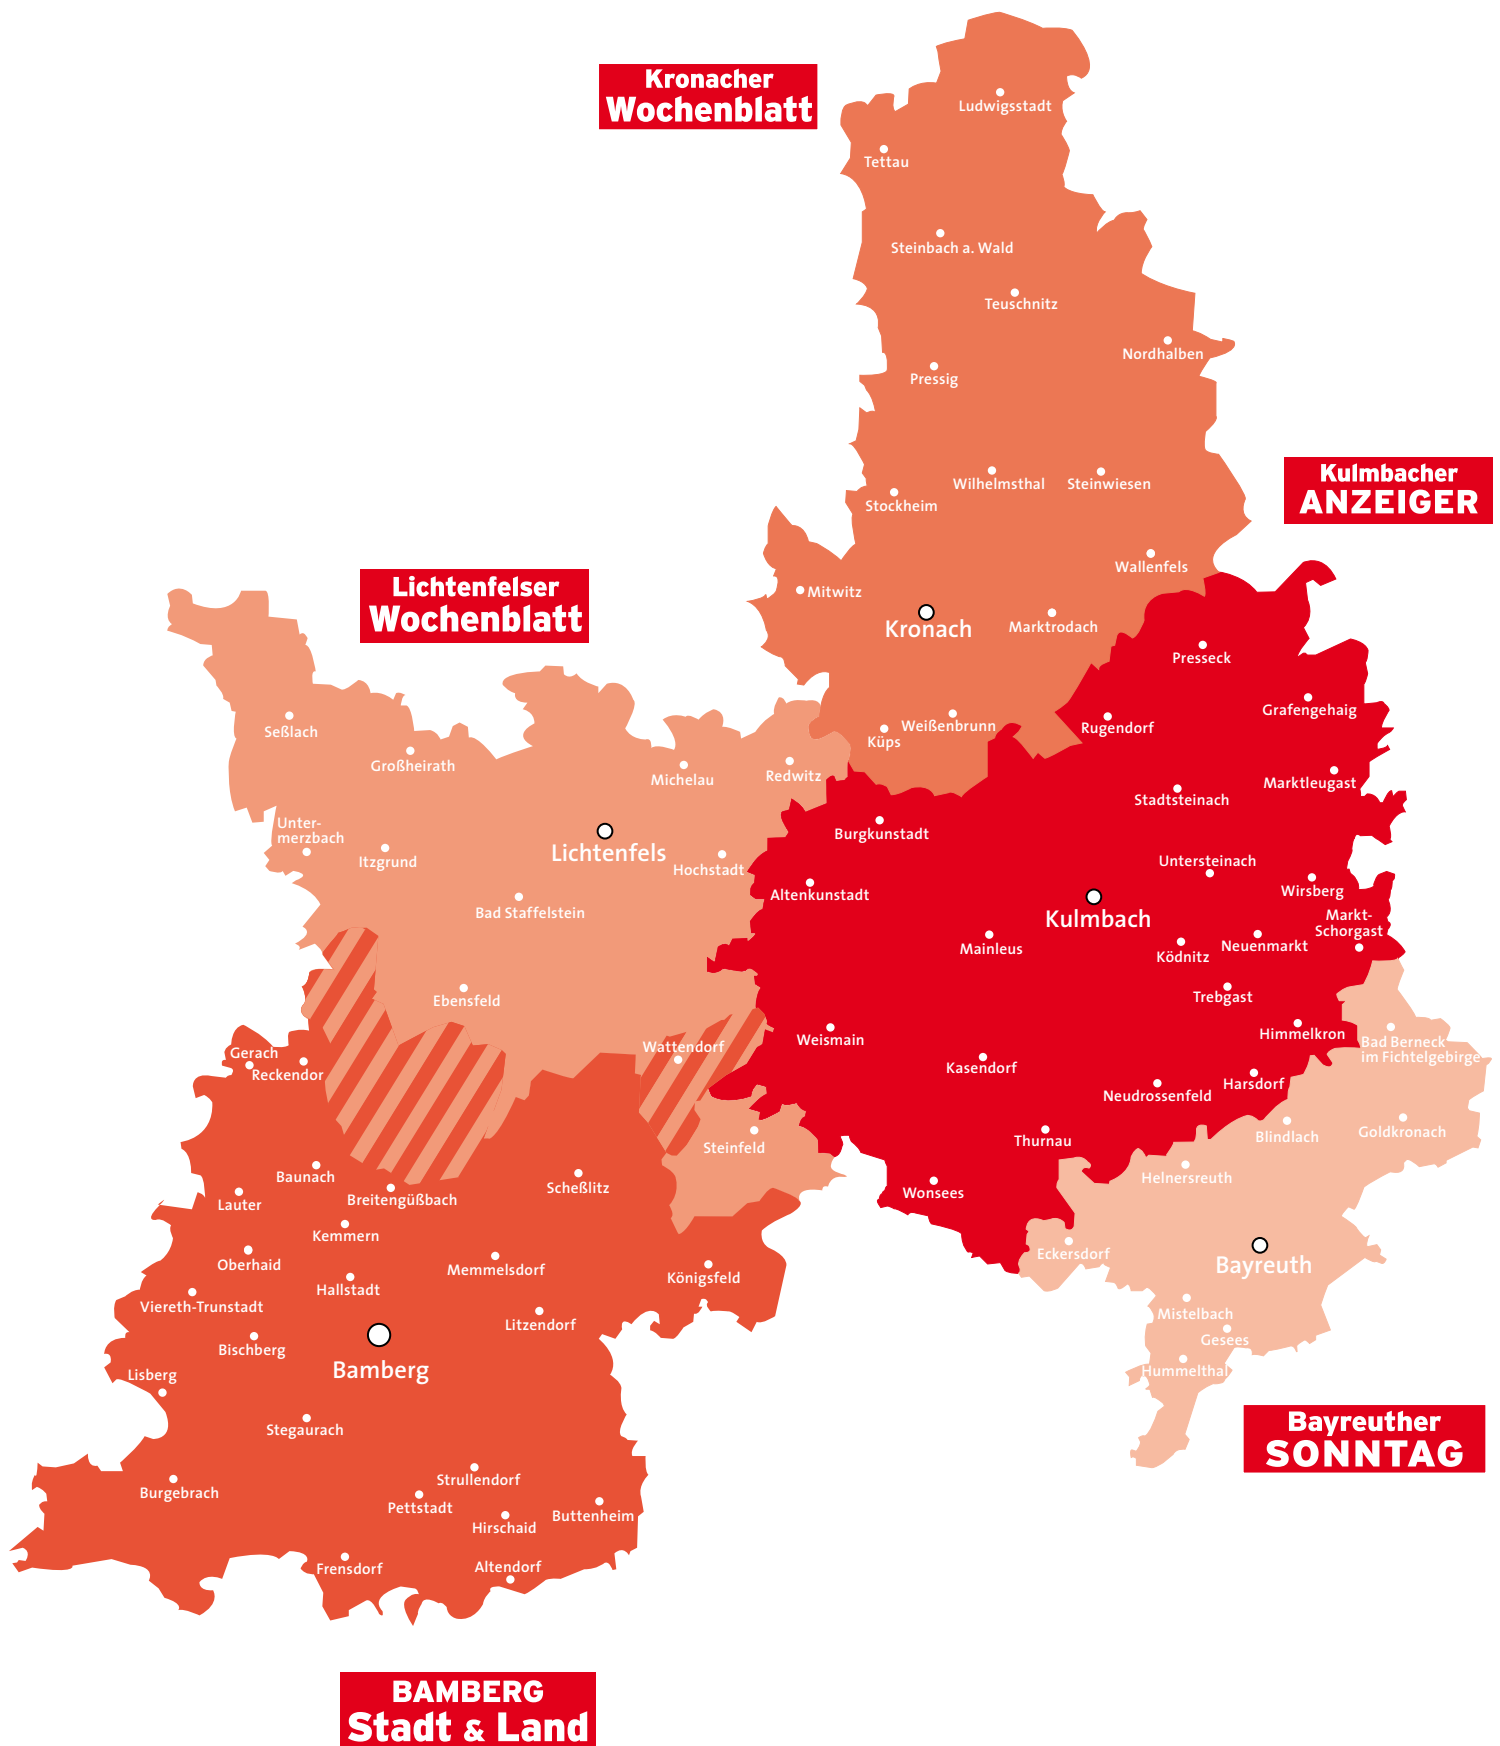 Kronacher
Wochenblatt
Ludwigsstadt
Tettau
Steinbach a. Wald
Teuschnitz
Nordhalben
Pressig
Wilhelmsthal
Steinwiesen
Stockheim
Wallenfels
Mitwitz
Kronach
Marktrodach
Weißenbrunn
Küps
Kulmbacher
ANZEIGER
Presseck
Grafengehaig
Rugendorf
Marktleugast
Stadtsteinach
Burgkunstadt
Untersteinach
Altenkunstadt
Wirsberg
Kulmbach
Markt-
Schorgast
Mainleus
Ködnitz
Neuenmarkt
Trebgast
Weismain
Himmelkron
Kasendorf
Harsdorf
Neudrossenfeld
Thurnau
Wonsees
Lichtenfelser
Wochenblatt
Seßlach
Großheirath
Michelau
Redwitz
Unter-
merzbach
Itzgrund
Lichtenfels
Hochstadt
Bad Staffelstein
Ebensfeld
Wattendorf
Steinfeld
Gerach
Reckendor
Baunach
Breitengüßbach
Scheßlitz
Lauter
Kemmern
Oberhaid
Memmelsdorf
Königsfeld
Hallstadt
Viereth-Trunstadt
Litzendorf
Bischberg
Bamberg
Lisberg
Stegaurach
Strullendorf
Burgebrach
Pettstadt
Hirschaid
Buttenheim
Frensdorf
Altendorf
BAMBERG
Stadt & Land
Bad Berneck
im Fichtelgebirge
Blindlach
Goldkronach
Helnersreuth
Eckersdorf
Bayreuth
Mistelbach
Gesees
Hummelthal
Bayreuther
SONNTAG